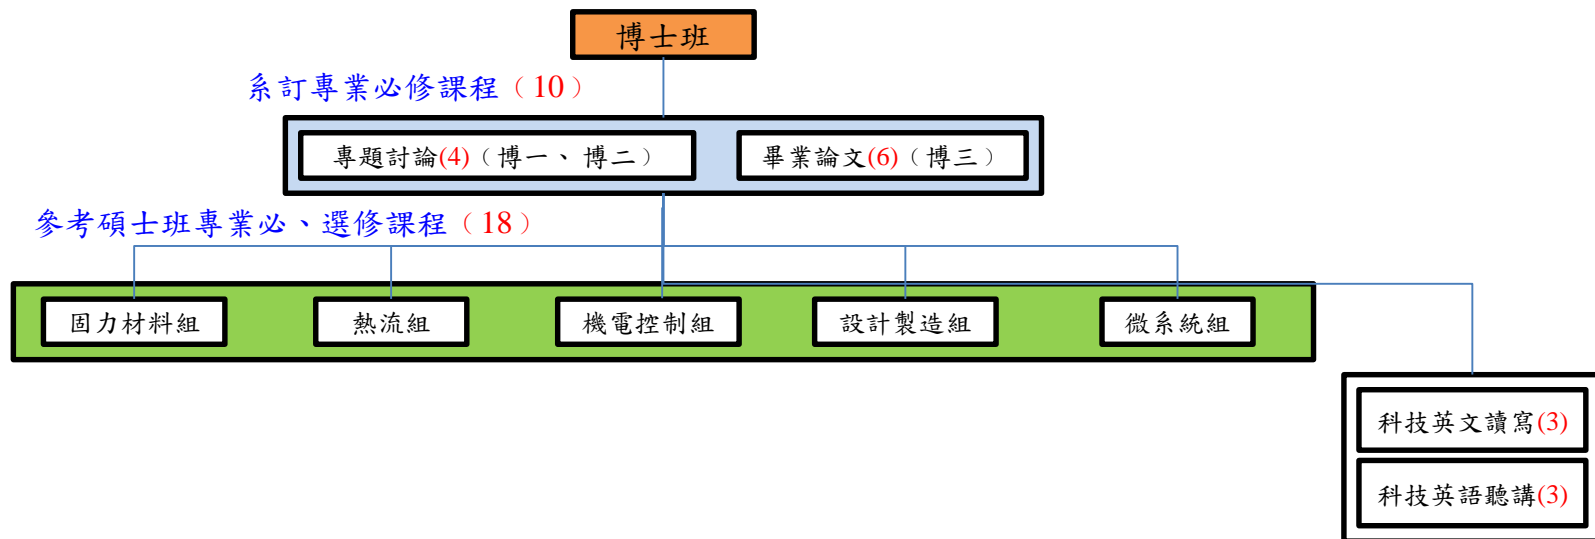 博士班
系訂專業必修課程（10）
專題討論(4)（博一、博二）
畢業論文(6)（博三）
參考碩士班專業必、選修課程（18）
固力材料組
熱流組
機電控制組
設計製造組
微系統組
科技英文讀寫(3)
科技英語聽講(3)